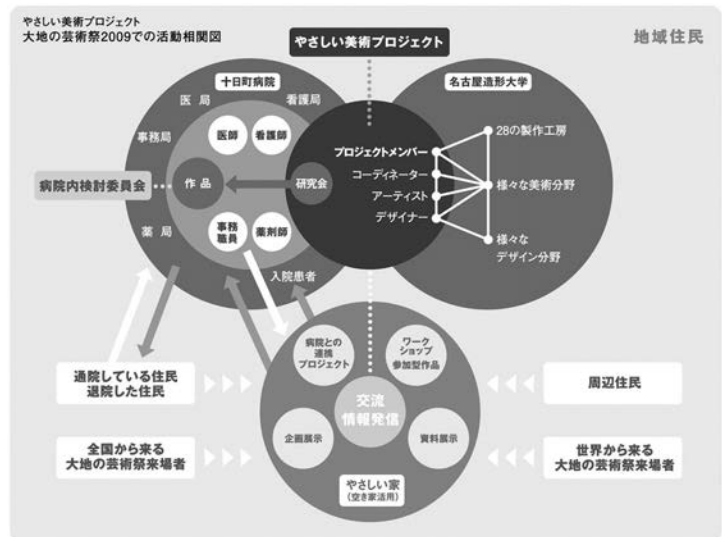 やさしい美術プロジェクト
大地の芸術祭2009での活動相関図
やさしい美術プロジェクト
地域住民
十日町病院
名古屋造形大学
医局
看護局
事務局
医師
看護師
病院内検討委員会
作品
研究会
プロジェクトメンバー
コーディネーター
アーティスト
デザイナー
28の製作工房
様々な美術分野
様々な
デザイン分野
薬局
事務
職員
薬剤師
入院患者
病院との
連携
プロジェクト
ワーク
ショップ
参加型作品
通院している住民
退院した住民
交流
情報発信
周辺住民
全国から来る
大地の芸術祭来場者
企画展示
資料展示
世界から来る
大地の芸術祭来場者
やさしい家
(空き家活用)